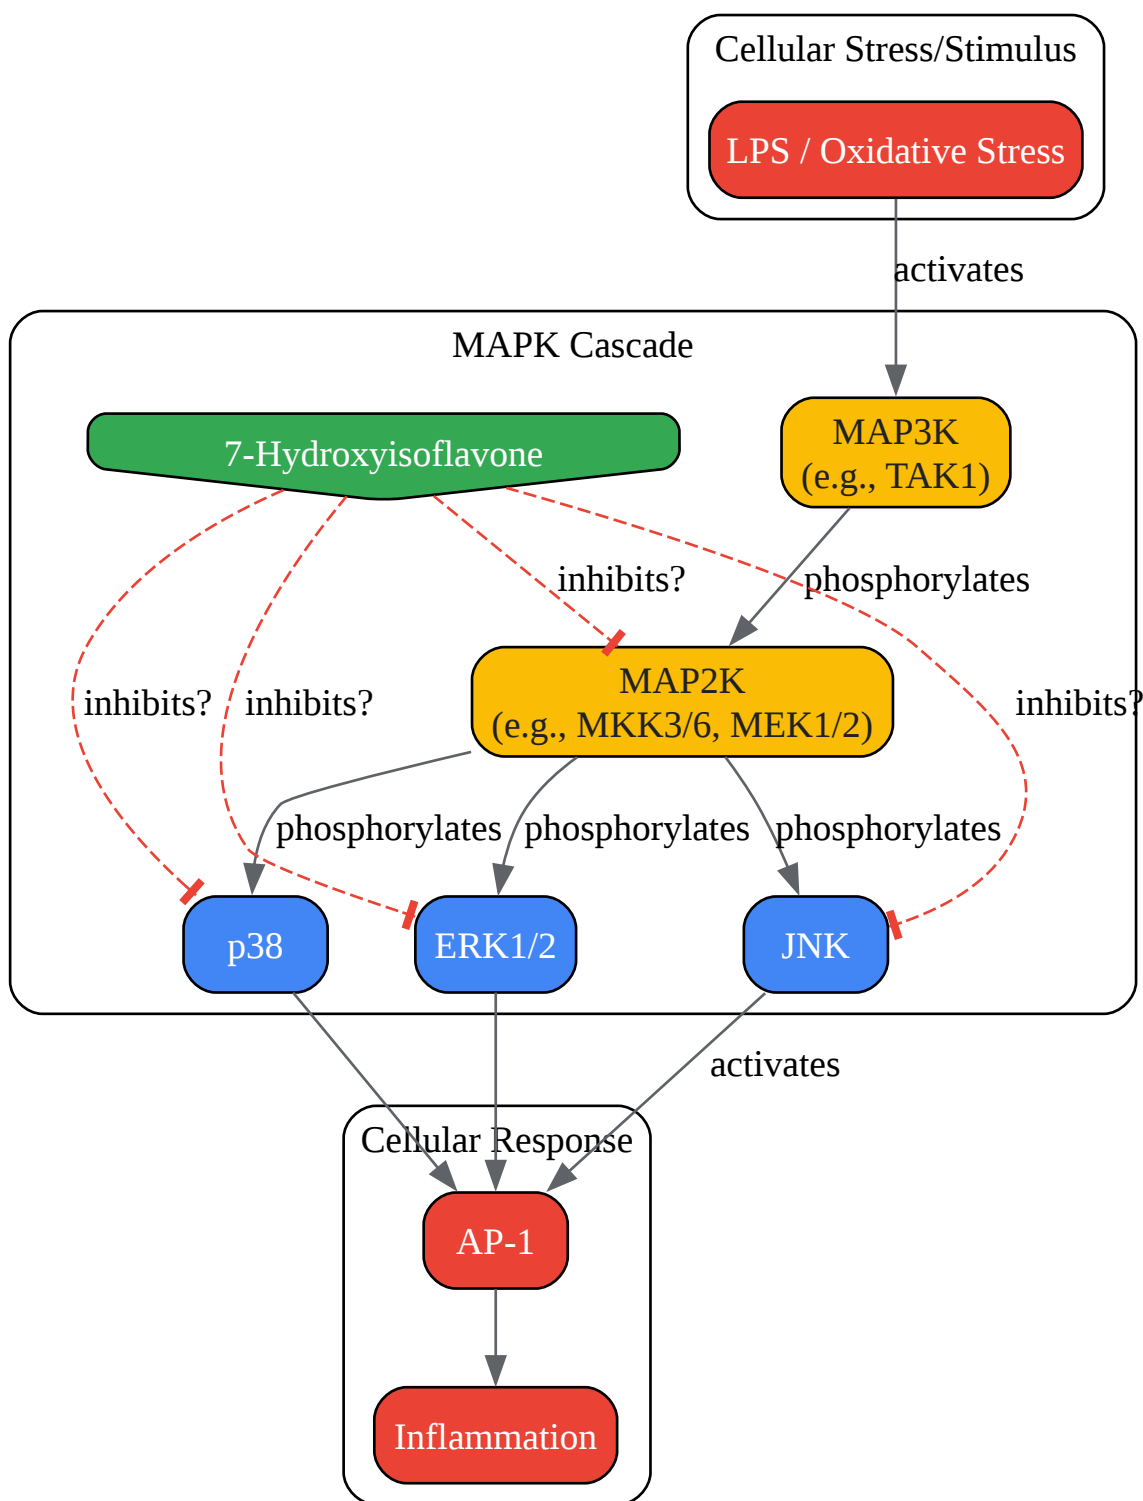 Cellular Stress/Stimulus
LPS / Oxidative Stress
activates
MAPK Cascade
7-Hydroxyisoflavone
MAP3K
(e.g., TAK1)
inhibits?
phosphorylates
MAP2K
(e.g., MKK3/6, MEK1/2)
inhibits?
inhibits?
inhibits?
phosphorylates
phosphorylates
phosphorylates
p38
ERK1/2
JNK
activates
Cellular Response
AP-1
Inflammation